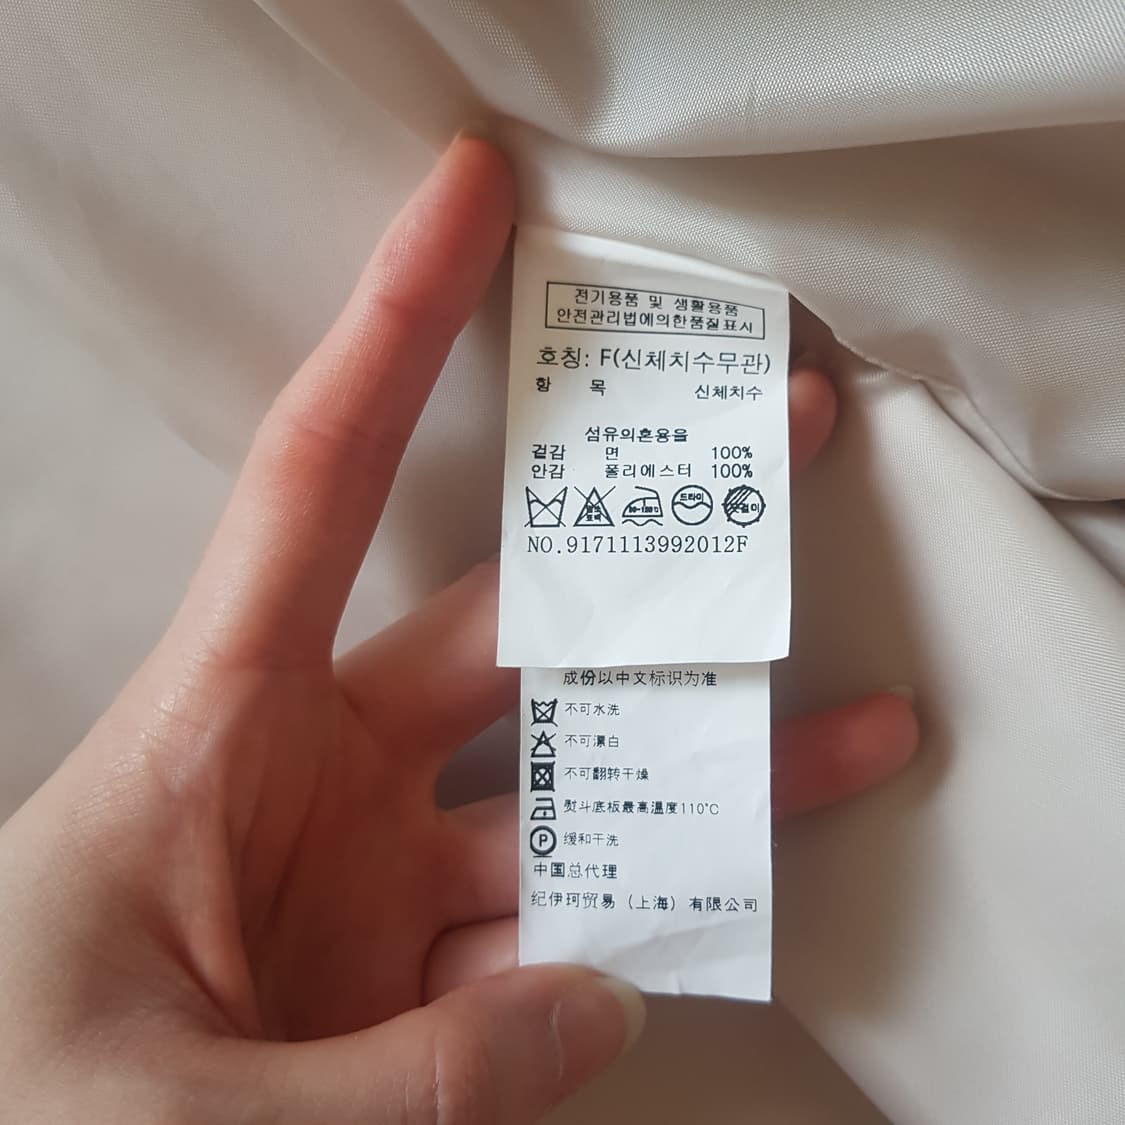 전기용품 및 생활용품
안전관리법에의한품질표시
호칭: F(신체치수무관)
항 목 신체치수
섬유의혼용율
겉감 면 100%
안감 폴리에스터 100%
드라이
NO.9171113992012F
成份以中文标识为准
不可水洗
不可漂白
不可翻转干燥
熨斗底板最高温度110°C
P 缓和干洗
中国总代理
纪伊珂贸易（上海）有限公司